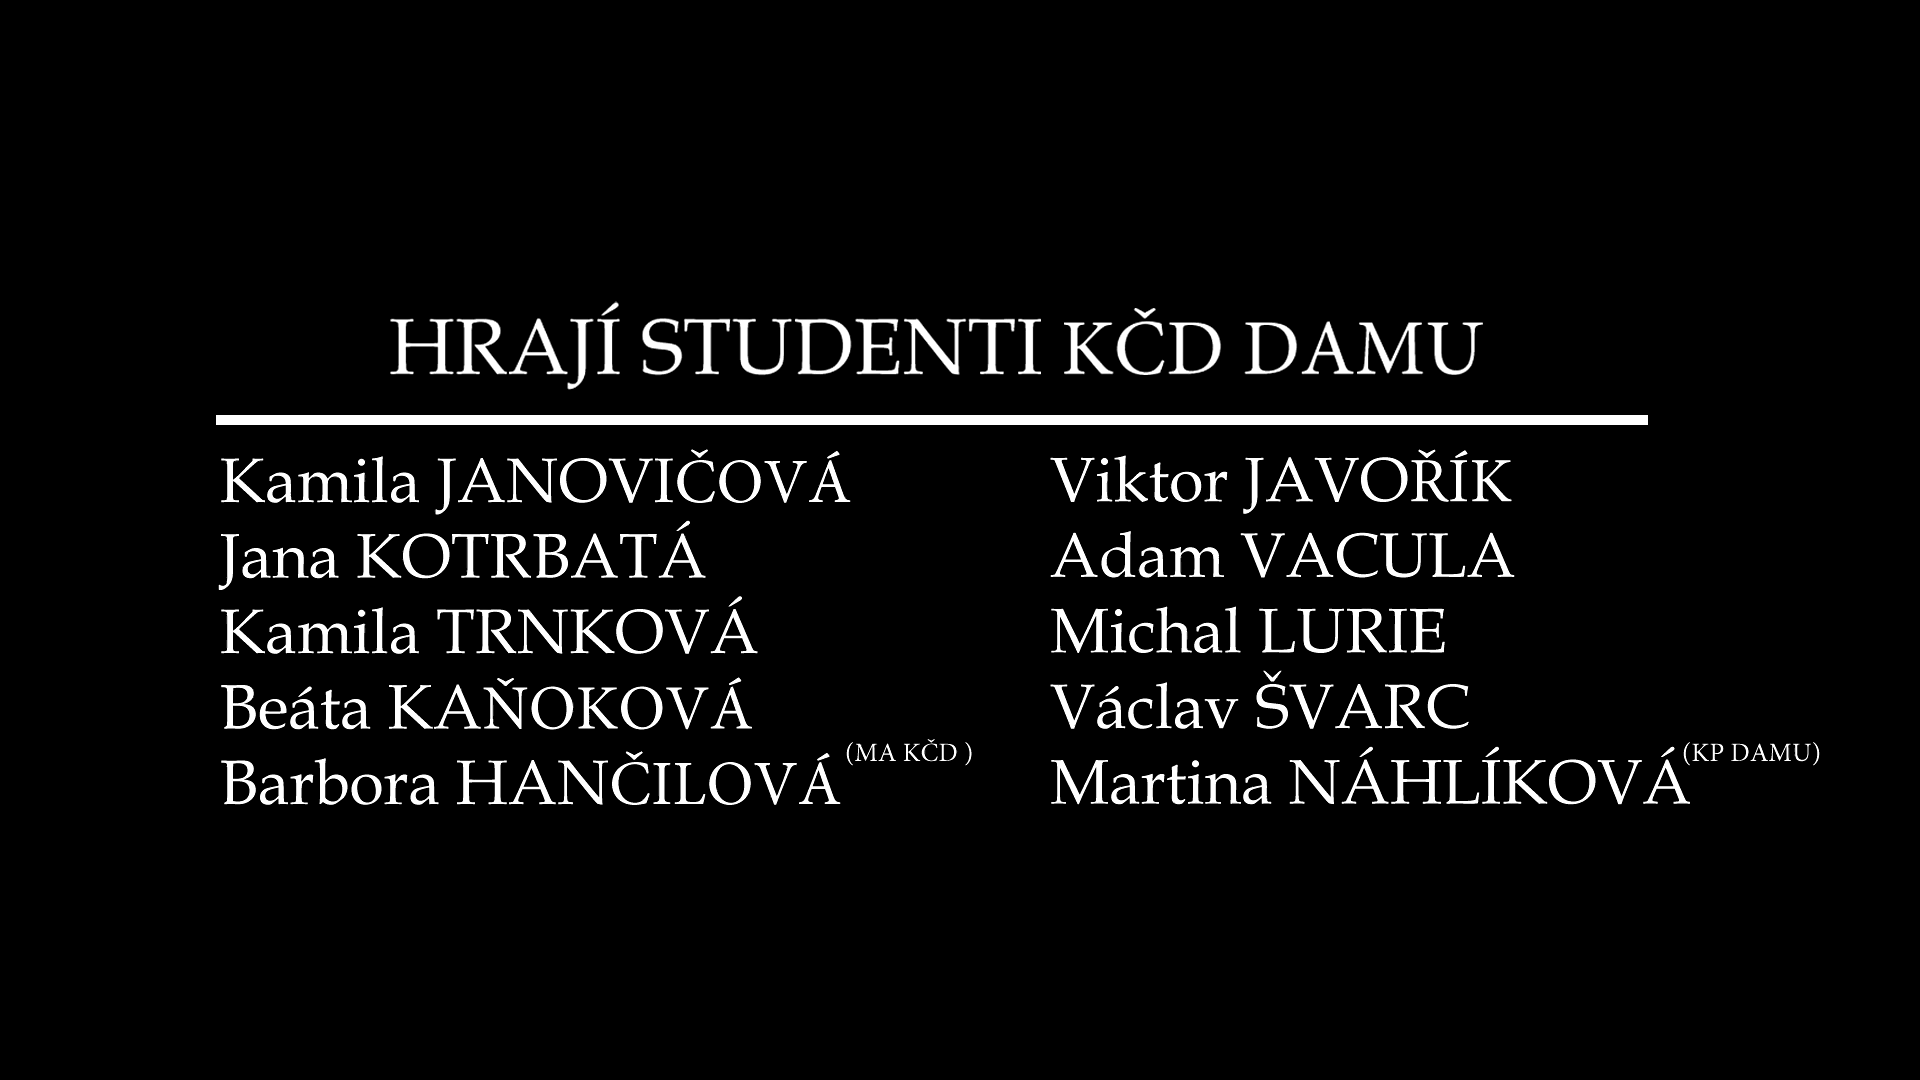 HRAJÍ STUDENTI KČD DAMU
Kamila JANOVIČOVÁ
Jana KOTRBATÁ
Kamila TRNKOVÁ
Beáta KAŇOKOVÁ
Barbora HANČILOVÁ (MA KČD )
Viktor JAVOŘÍK
Adam VACULA
Michal LURIE
Václav ŠVARC
Martina NÁHLÍKOVÁ (KP DAMU)